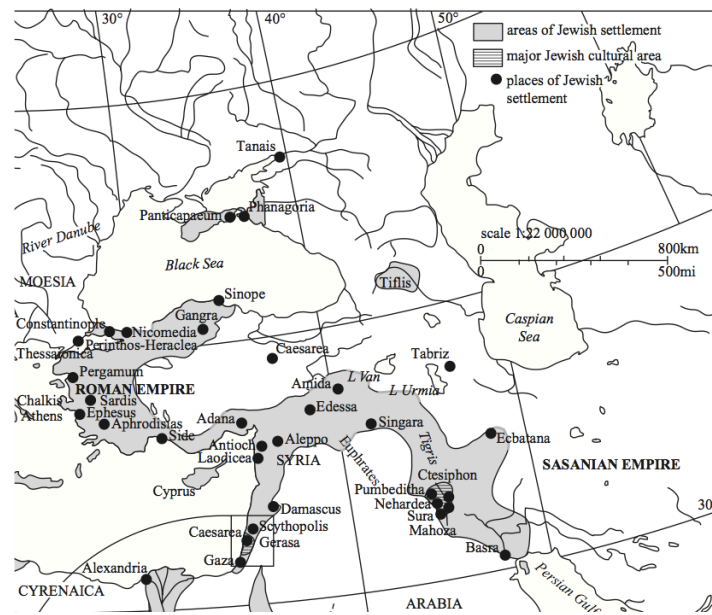 30°
40°
50°
areas of Jewish settlement
major Jewish cultural area
places of Jewish
settlement
Tanais
Phanagoria
Panticapaeum
River Danube
scale 1:22 000 000
0 800km
0 500mi
Black Sea
MOESIA
Tiflis
Sinope
Gangra
Constantinople
Nicomedia
Perinthos-Heraclea
Thessaronica
Caspian
Sea
Caesarea
Tabriz
Pergamum
L Van
ROMAN EMPIRE
Amida
L Urmia
Chalkis
Sardis
Athens
Ephesus
Edessa
Aphrodisias
Adana
Singara
Side
Ecbatana
Antioch
Aleppo
Laodicea
SYRIA
Euphrates
Tigris
SASANIAN EMPIRE
Ctesiphon
Cyprus
Pumbeditha
Nehardea
Sura
Mahoza
Damascus
30
Caesarea
Scythopolis
Gerasa
Basra
Gaza
Alexandria
CYRENAICA
ARABIA
Persian Gulf